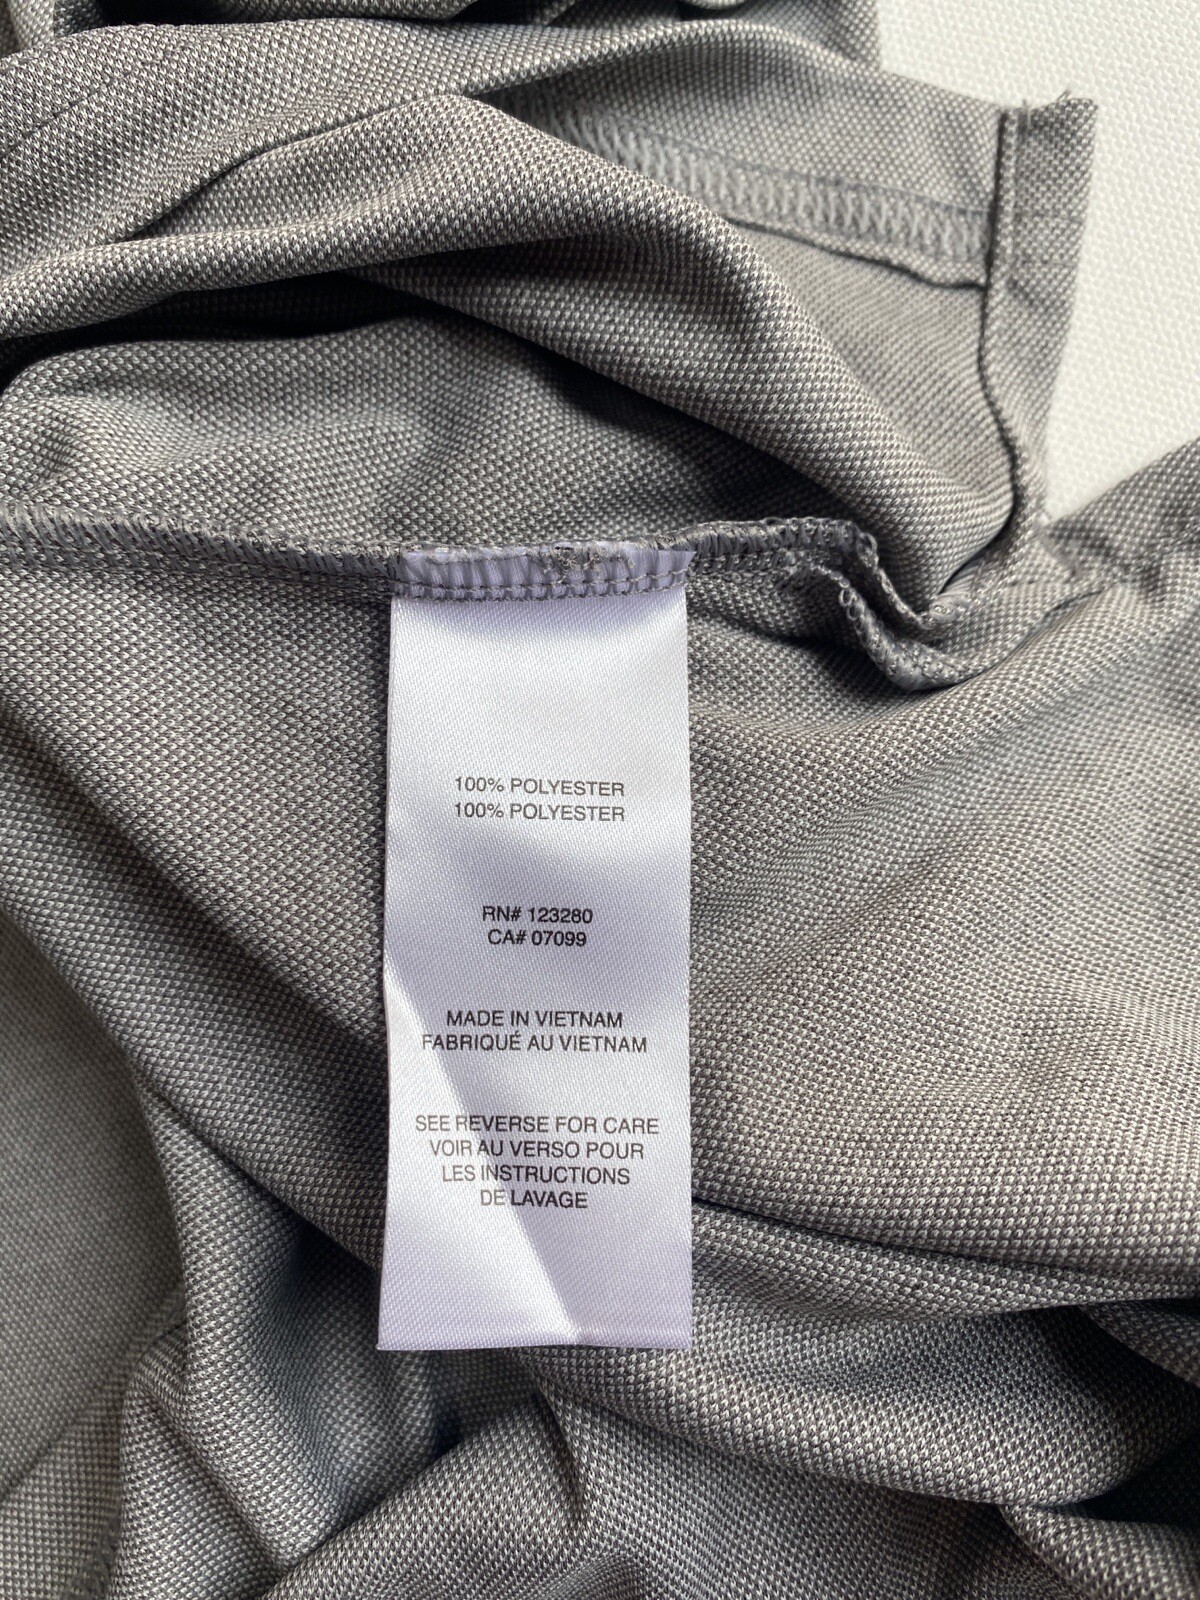 100% POLYESTER
100% POLYESTER
RN# 123280
CA# 07099
MADE IN VIETNAM
FABRIQUÉ AU VIETNAM
SEE REVERSE FOR CARE
VOIR AU VERSO POUR
LES INSTRUCTIONS
DE LAVAGE